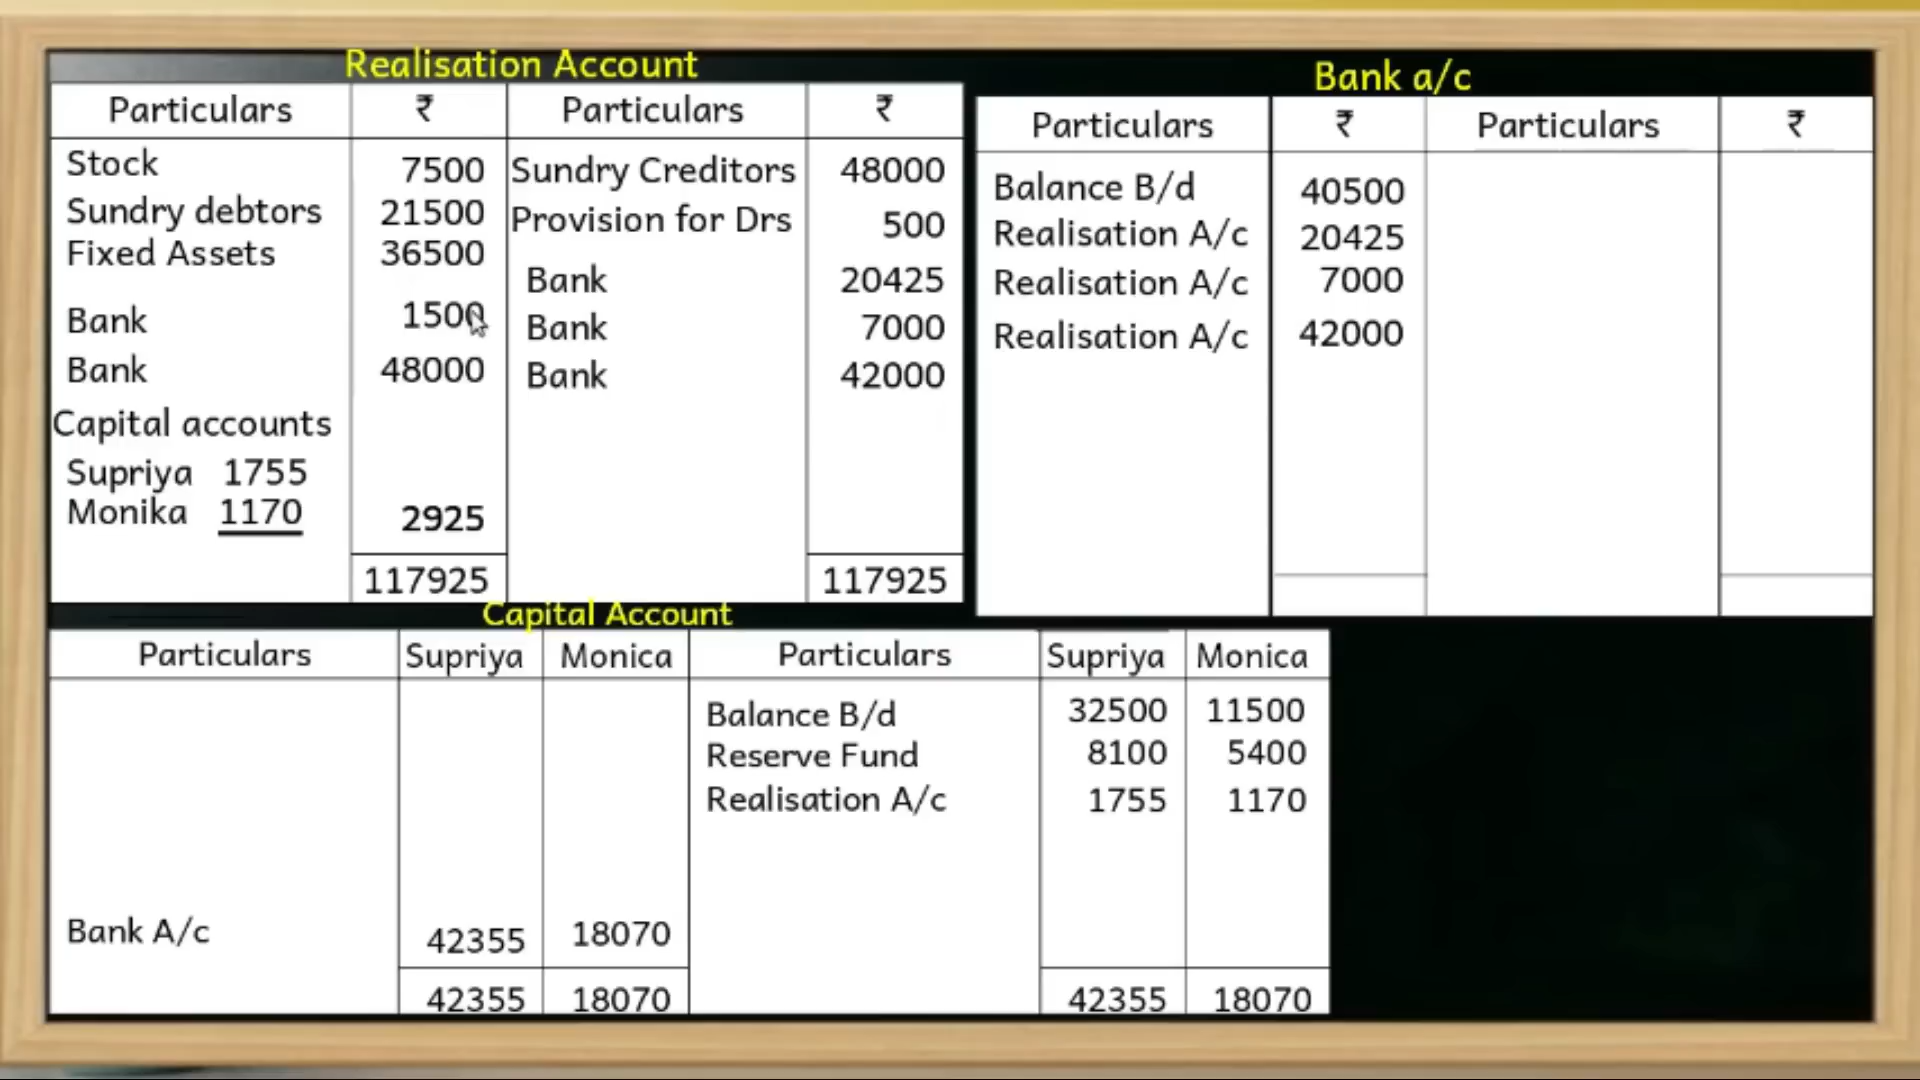 Realisation Account
Particulars ₹ Particulars ₹
Stock 7500 Sundry Creditors 48000
Sundry debtors 21500 Provision for Drs 500
Fixed Assets 36500 Bank 20425
Bank 1500 Bank 7000
Bank 48000 Bank 42000
Capital accounts
Supriya 1755
Monika 1170 2925
117925 117925
Bank a/c
Particulars ₹ Particulars ₹
Balance B/d 40500
Realisation A/c 20425
Realisation A/c 7000
Realisation A/c 42000
Capital Account
Particulars Supriya Monica Particulars Supriya Monica
Balance B/d 32500 11500
Reserve Fund 8100 5400
Realisation A/c 1755 1170
Bank A/c 42355 18070
42355 18070 42355 18070